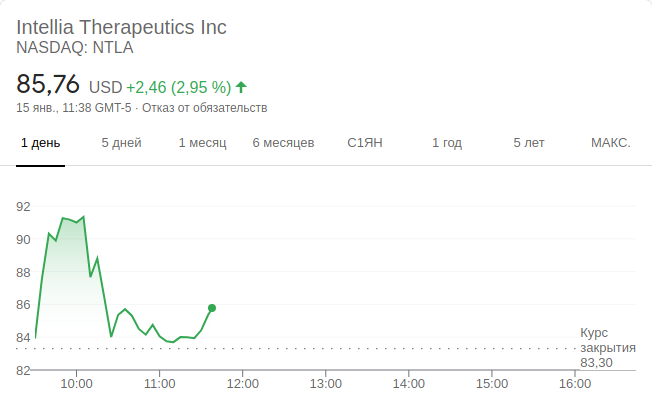 Intellia Therapeutics Inc
NASDAQ: NTLA
85,76 USD +2,46 (2,95 %)
15 янв., 11:38 GMT-5 · Отказ от обязательств
1 день 5 дней 1 месяц 6 месяцев С1ЯН 1 год 5 лет МАКС.
92
90
88
86
84
82
Курс
закрытия
83,30
10:00 11:00 12:00 13:00 14:00 15:00 16:00